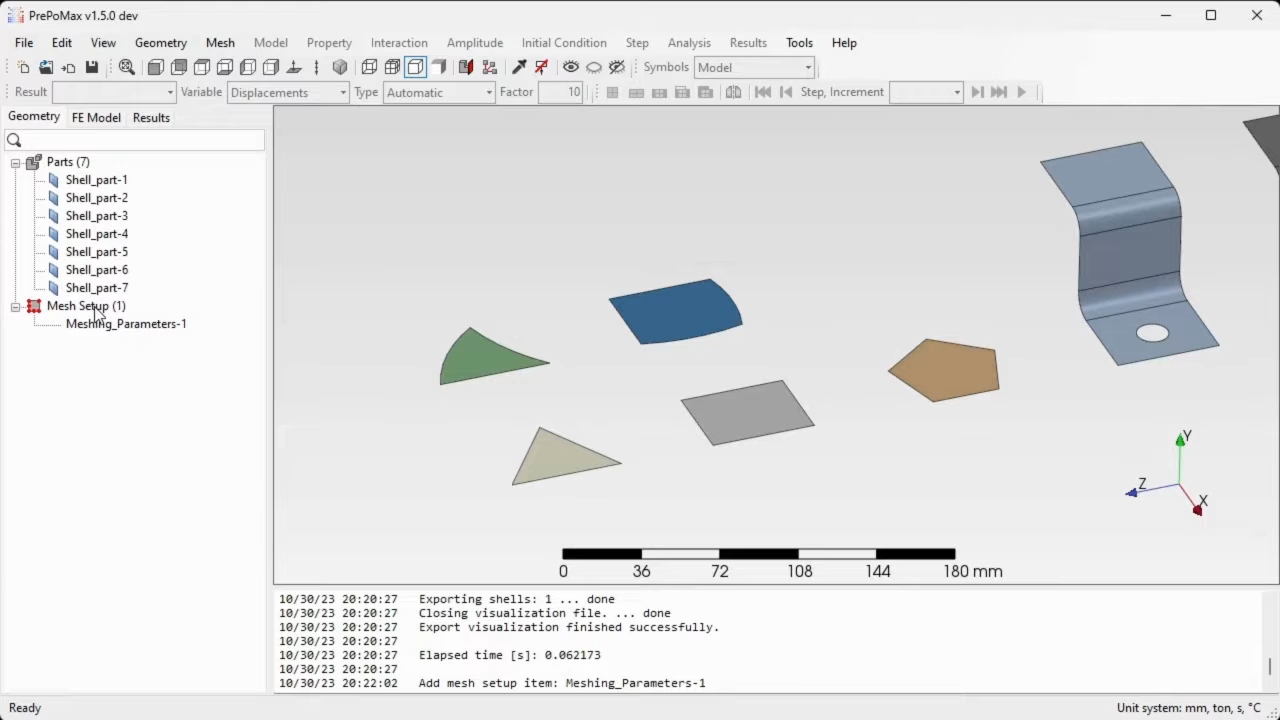 PrePoMax v1.5.0 dev
File Edit View Geometry Mesh Model Property Interaction Amplitude Initial Condition Step Analysis Results Tools Help
Symbols Model
Result Variable Displacements Type Automatic Factor 10 Step, Increment
Geometry FE Model Results
Parts (7)
Shell_part-1
Shell_part-2
Shell_part-3
Shell_part-4
Shell_part-5
Shell_part-6
Shell_part-7
Mesh Setup (1)
Meshing_Parameters-1
Y
Z
X
0 36 72 108 144 180 mm
10/30/23 20:20:27 Exporting shells: 1 ... done
10/30/23 20:20:27 Closing visualization file. ... done
10/30/23 20:20:27 Export visualization finished successfully.
10/30/23 20:20:27
10/30/23 20:20:27 Elapsed time [s]: 0.062173
10/30/23 20:20:27
10/30/23 20:22:02 Add mesh setup item: Meshing_Parameters-1
Ready Unit system: mm, ton, s, °C